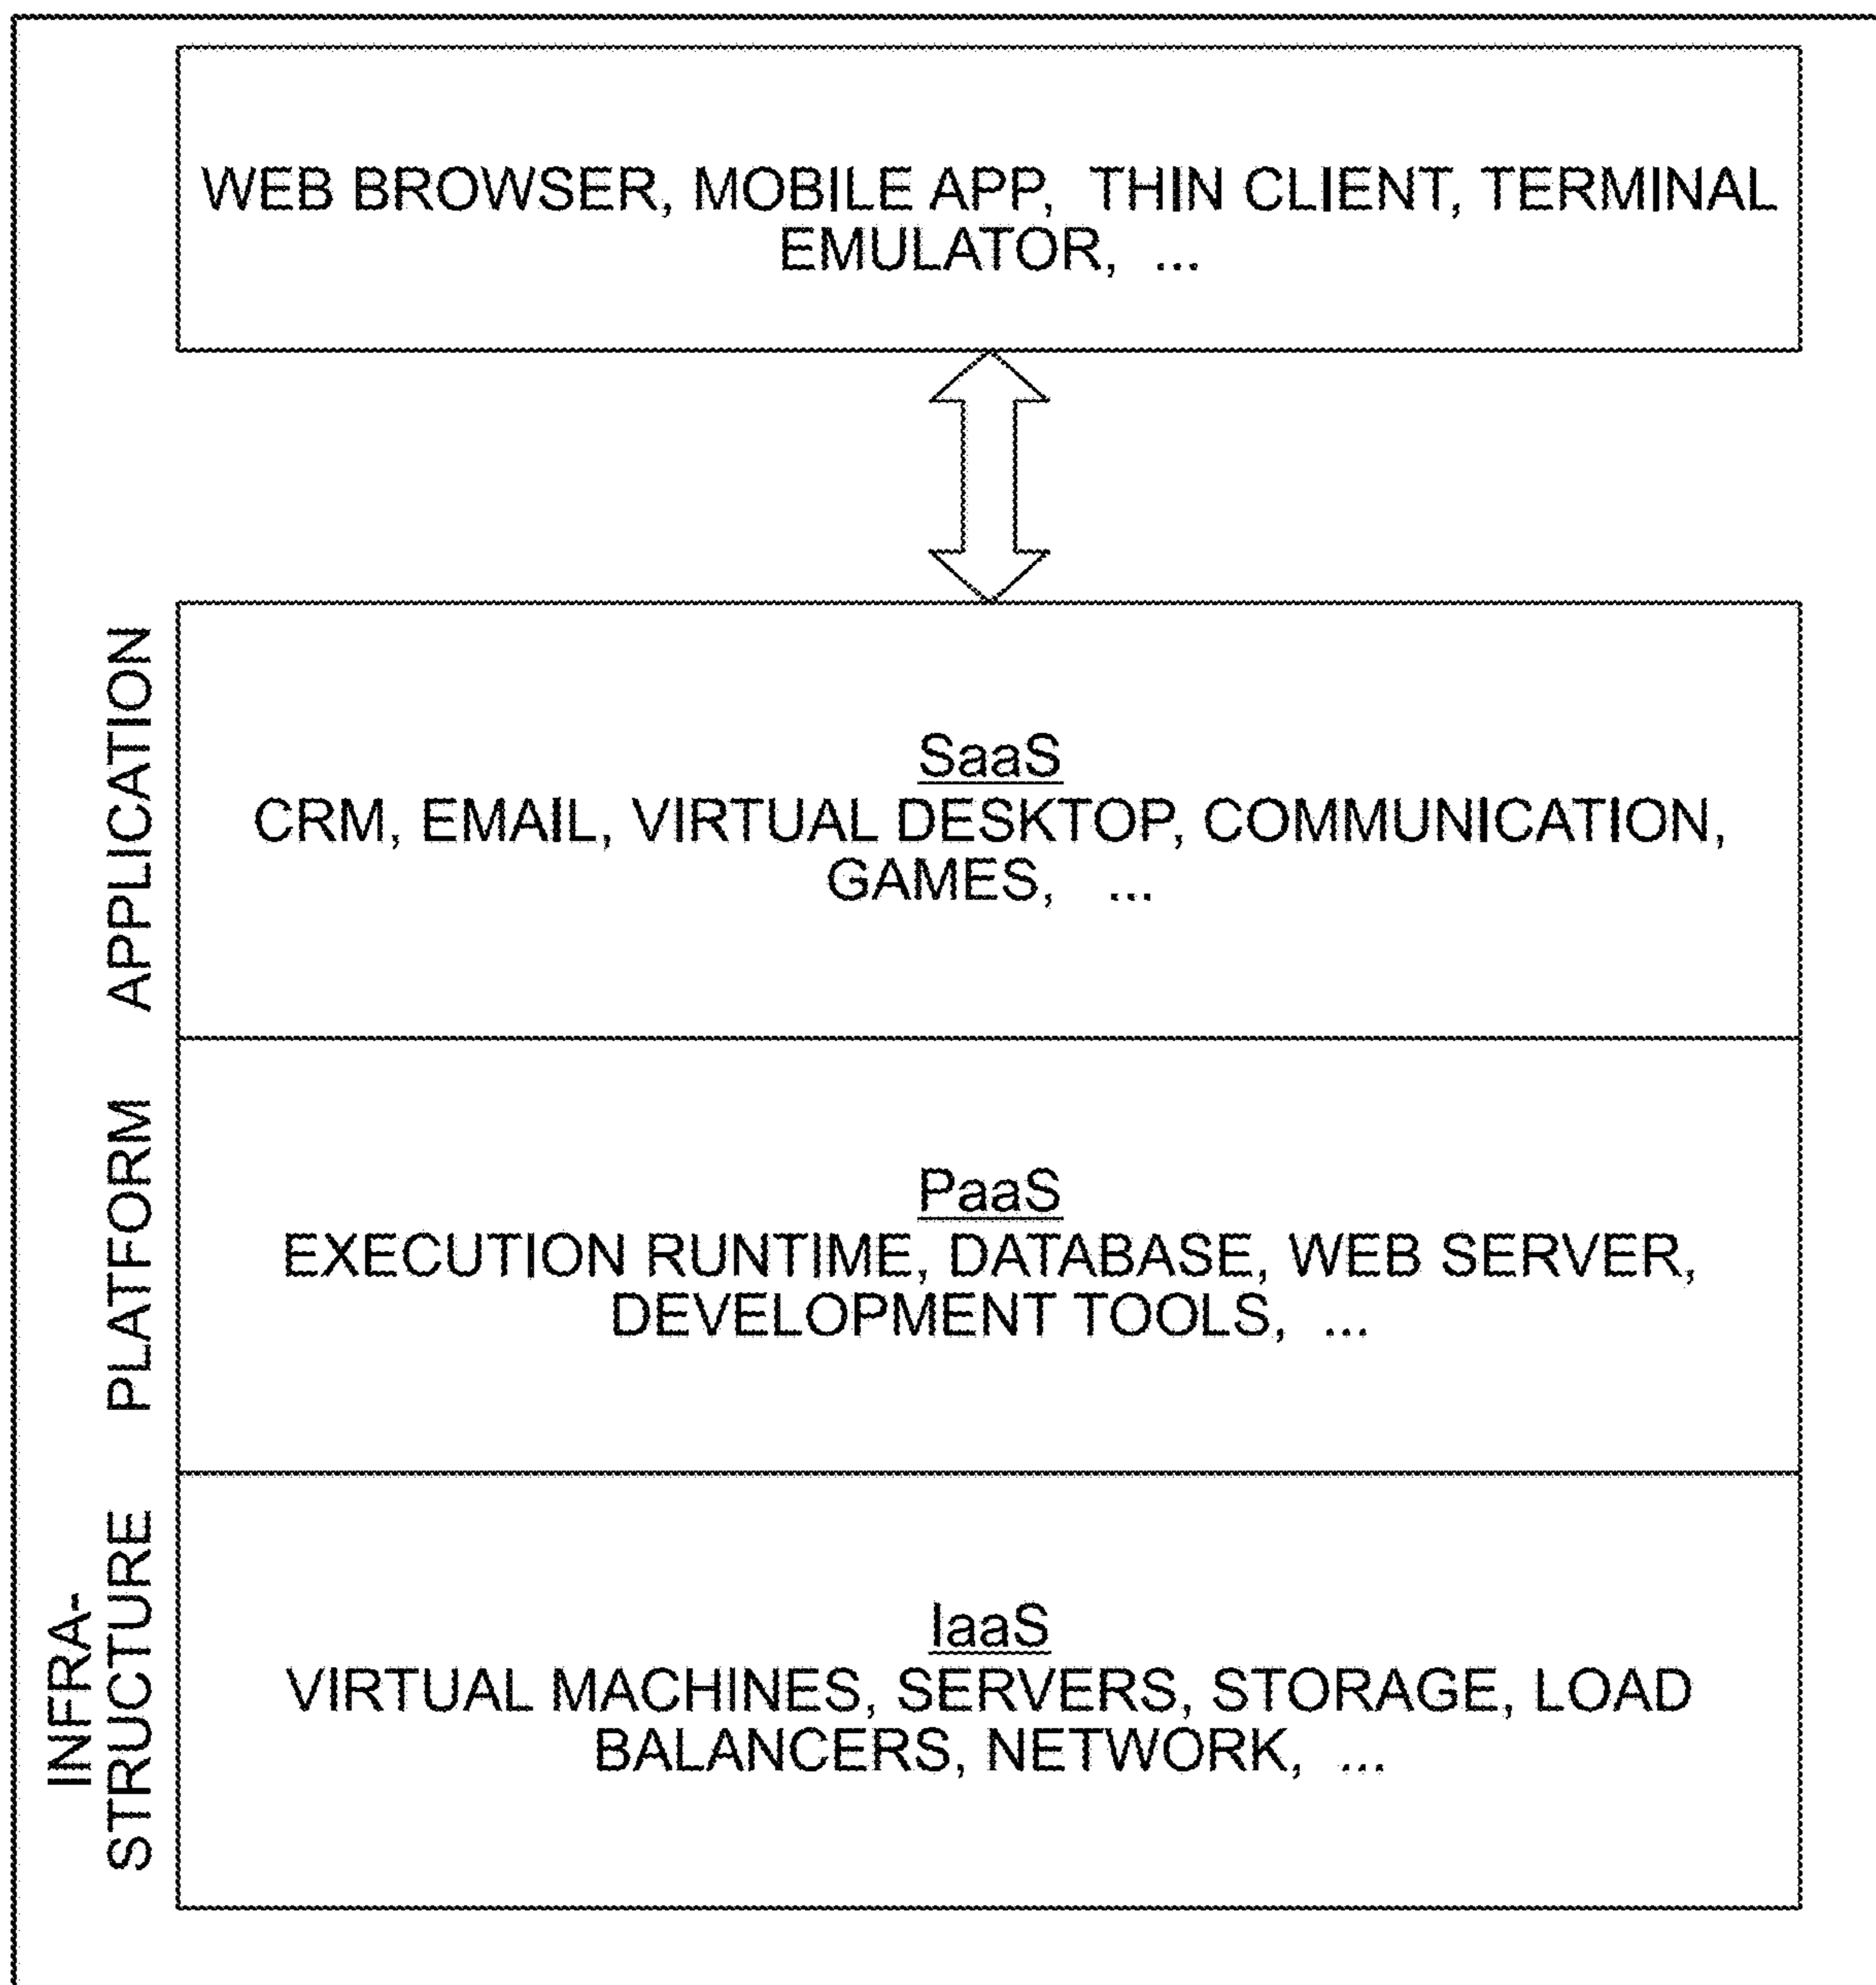 WEB BROWSER, MOBILE APP, THIN CLIENT, TERMINAL
EMULATOR, ...
APPLICATION
SaaS
CRM, EMAIL, VIRTUAL DESKTOP, COMMUNICATION,
GAMES, ...
PLATFORM
PaaS
EXECUTION RUNTIME, DATABASE, WEB SERVER,
DEVELOPMENT TOOLS, ...
INFRA-
STRUCTURE
IaaS
VIRTUAL MACHINES, SERVERS, STORAGE, LOAD
BALANCERS, NETWORK, ...